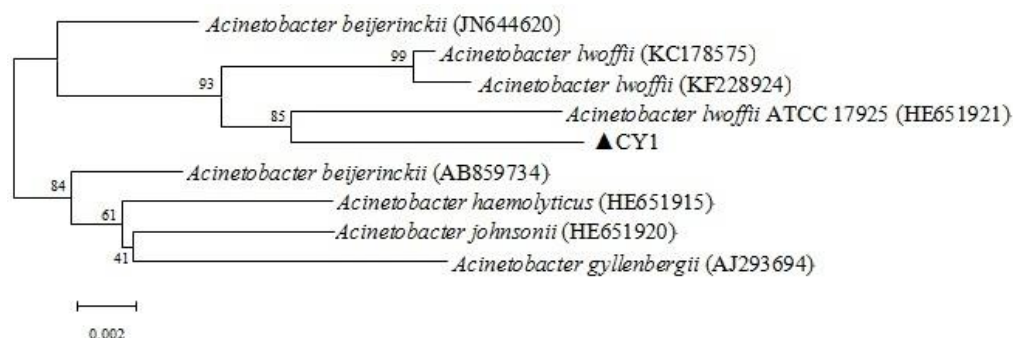 Acinetobacter beijerinckii (JN644620)
99
Acinetobacter lwoffii (KC178575)
93
Acinetobacter lwoffii (KF228924)
85
Acinetobacter lwoffii ATCC 17925 (HE651921)
▲CY1
84
Acinetobacter beijerinckii (AB859734)
61
Acinetobacter haemolyticus (HE651915)
Acinetobacter johnsonii (HE651920)
41
Acinetobacter gyllenbergii (AJ293694)
0.002